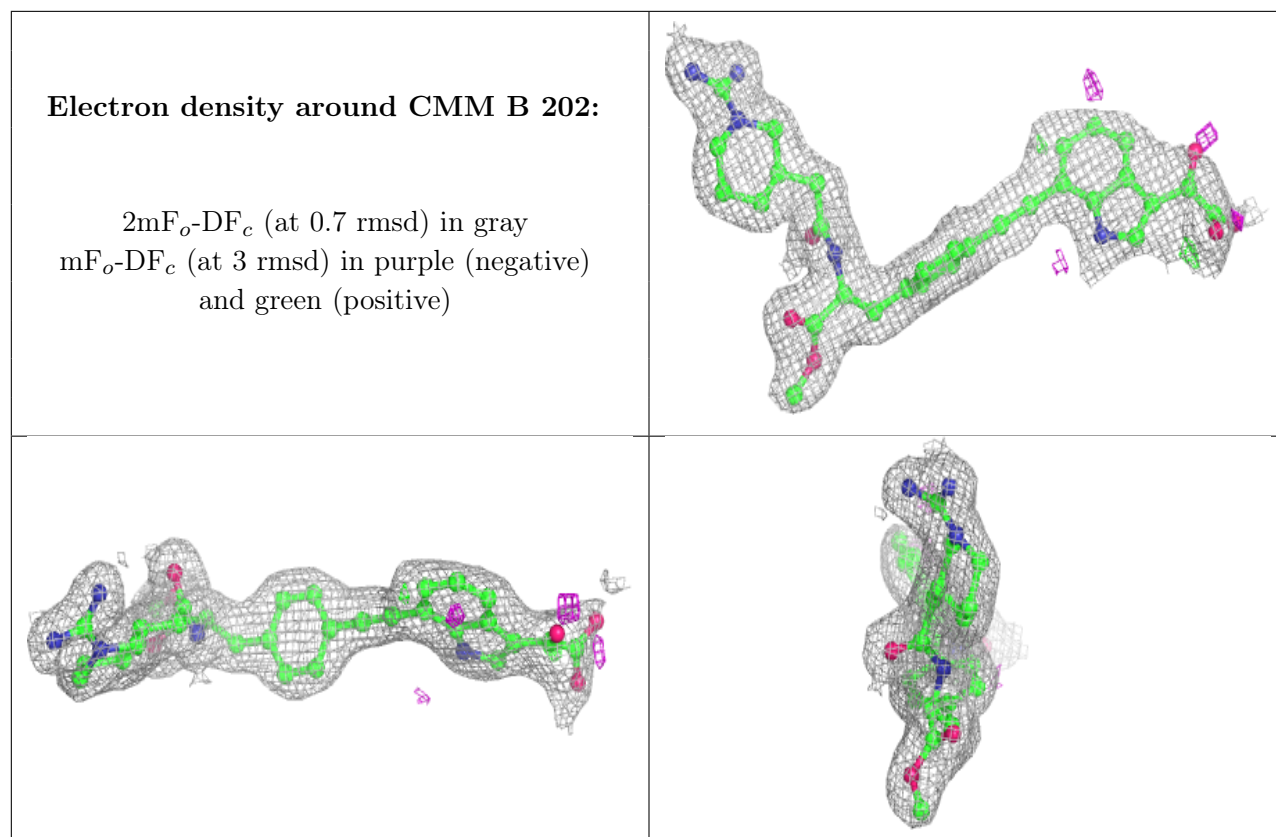 Electron density around CMM B 202:
2mFo-DFc (at 0.7 rmsd) in gray
mFo-DFc (at 3 rmsd) in purple (negative)
and green (positive)